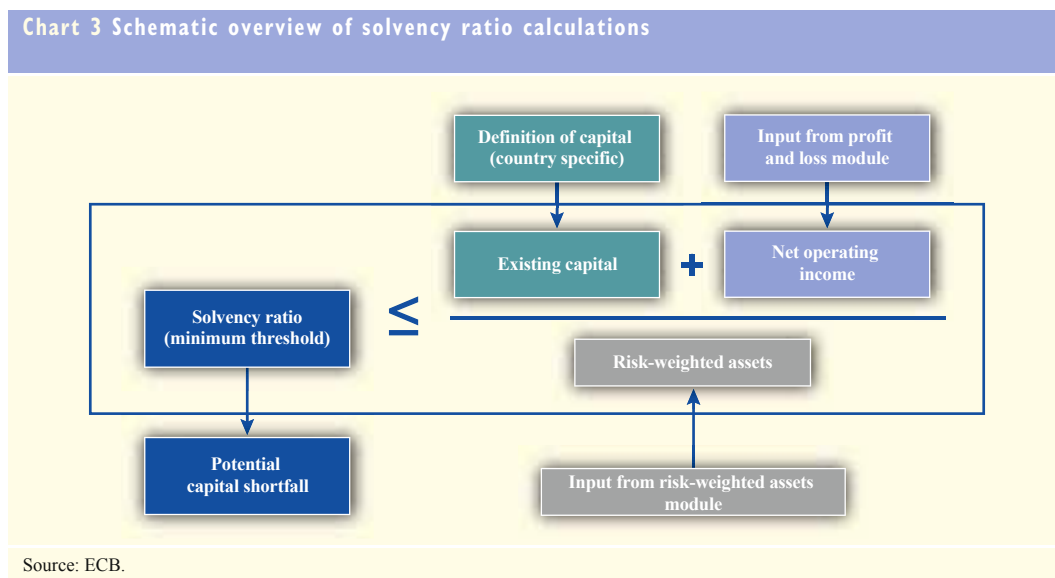 Chart 3 Schematic overview of solvency ratio calculations
Definition of capital
(country specific)
Input from profit
and loss module
Existing capital
+
Net operating
income
Solvency ratio
(minimum threshold)
≤
Risk-weighted assets
Potential
capital shortfall
Input from risk-weighted assets
module
Source: ECB.